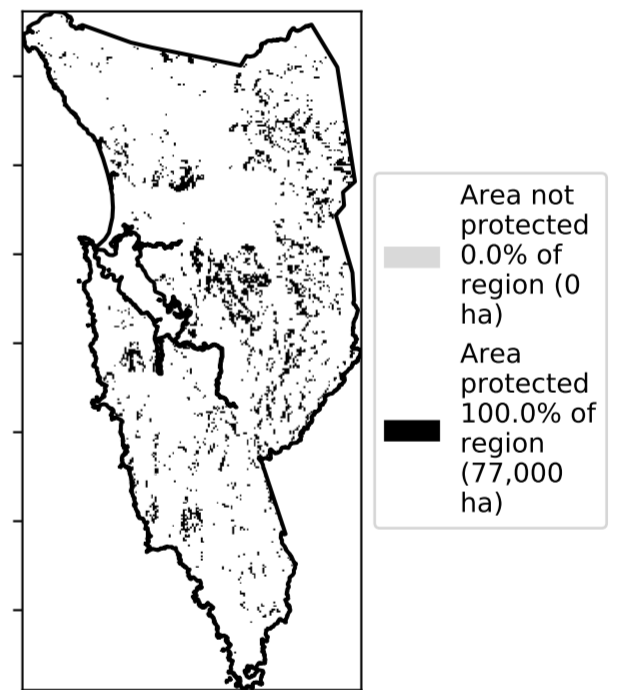 Area not
protected
0.0% of
region (0
ha)
Area
protected
100.0% of
region
(77,000
ha)